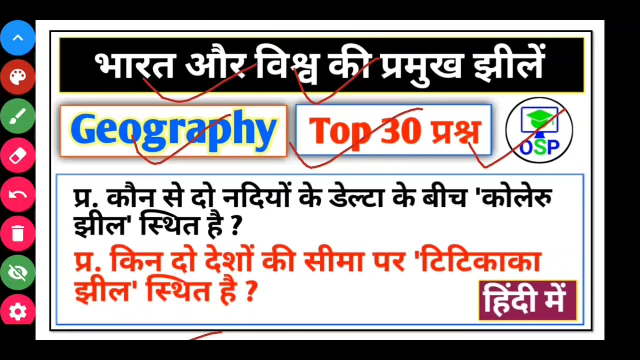 भारत और विश्व की प्रमुख झीलें
Geography Top 30 प्रश्न
OSP
प्र. कौन से दो नदियों के डेल्टा के बीच 'कोलेरु
झील' स्थित है ?
प्र. किन दो देशों की सीमा पर 'टिटिकाका
झील' स्थित है ?
हिंदी में